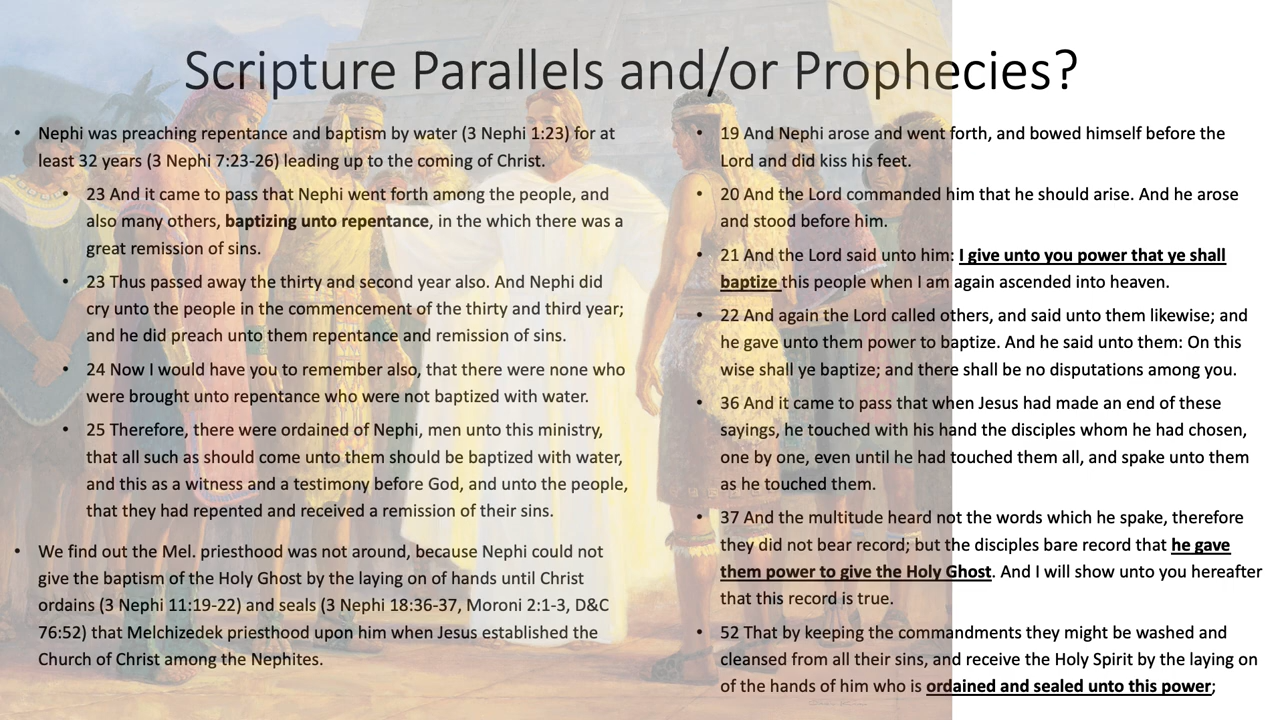 Scripture Parallels and/or Prophecies?
• Nephi was preaching repentance and baptism by water (3 Nephi 1:23) for at
least 32 years (3 Nephi 7:23-26) leading up to the coming of Christ.
• 23 And it came to pass that Nephi went forth among the people, and
also many others, baptizing unto repentance, in the which there was a
great remission of sins.
• 23 Thus passed away the thirty and second year also. And Nephi did
cry unto the people in the commencement of the thirty and third year;
and he did preach unto them repentance and remission of sins.
• 24 Now I would have you to remember also, that there were none who
were brought unto repentance who were not baptized with water.
• 25 Therefore, there were ordained of Nephi, men unto this ministry,
that all such as should come unto them should be baptized with water,
and this as a witness and a testimony before God, and unto the people,
that they had repented and received a remission of their sins.
• We find out the Mel. priesthood was not around, because Nephi could not
give the baptism of the Holy Ghost by the laying on of hands until Christ
ordains (3 Nephi 11:19-22) and seals (3 Nephi 18:36-37, Moroni 2:1-3, D&C
76:52) that Melchizedek priesthood upon him when Jesus established the
Church of Christ among the Nephites.
• 19 And Nephi arose and went forth, and bowed himself before the
Lord and did kiss his feet.
• 20 And the Lord commanded him that he should arise. And he arose
and stood before him.
• 21 And the Lord said unto him: I give unto you power that ye shall
baptize this people when I am again ascended into heaven.
• 22 And again the Lord called others, and said unto them likewise; and
he gave unto them power to baptize. And he said unto them: On this
wise shall ye baptize; and there shall be no disputations among you.
• 36 And it came to pass that when Jesus had made an end of these
sayings, he touched with his hand the disciples whom he had chosen,
one by one, even until he had touched them all, and spake unto them
as he touched them.
• 37 And the multitude heard not the words which he spake, therefore
they did not bear record; but the disciples bare record that he gave
them power to give the Holy Ghost. And I will show unto you hereafter
that this record is true.
• 52 That by keeping the commandments they might be washed and
cleansed from all their sins, and receive the Holy Spirit by the laying on
of the hands of him who is ordained and sealed unto this power;